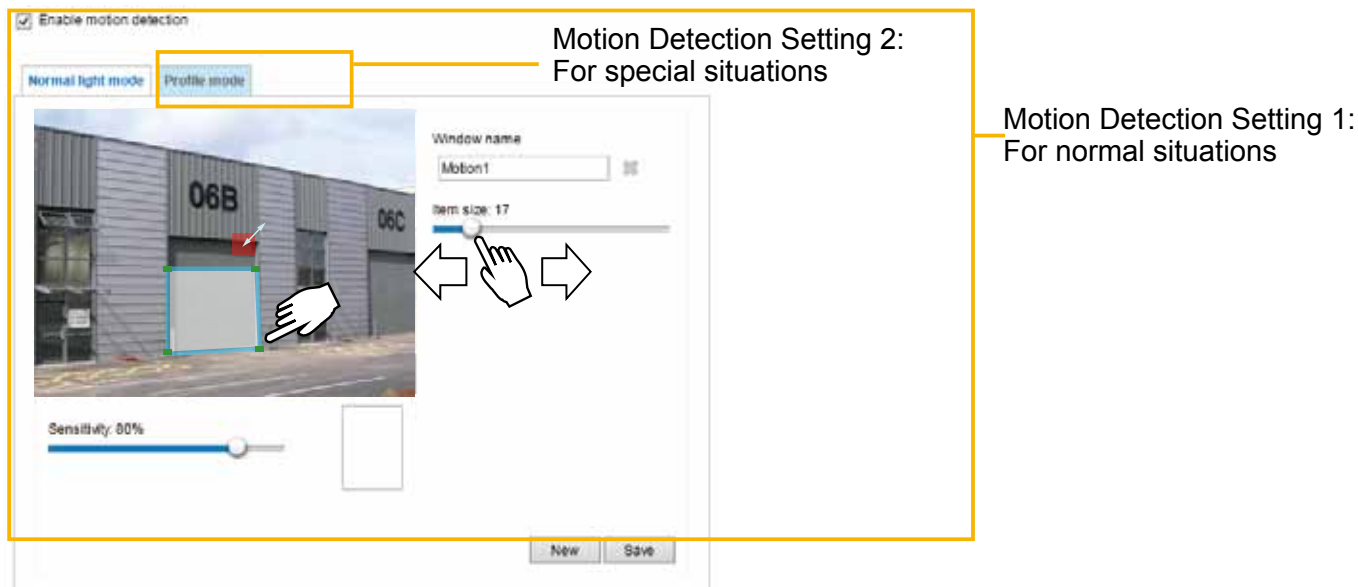 Enable motion detection
Motion Detection Setting 2:
For special situations
Normal light mode
Profile mode
Motion Detection Setting 1:
For normal situations
Window name
Motion1
06B
06C
Item size: 17
Sensitivity: 80%
New
Save